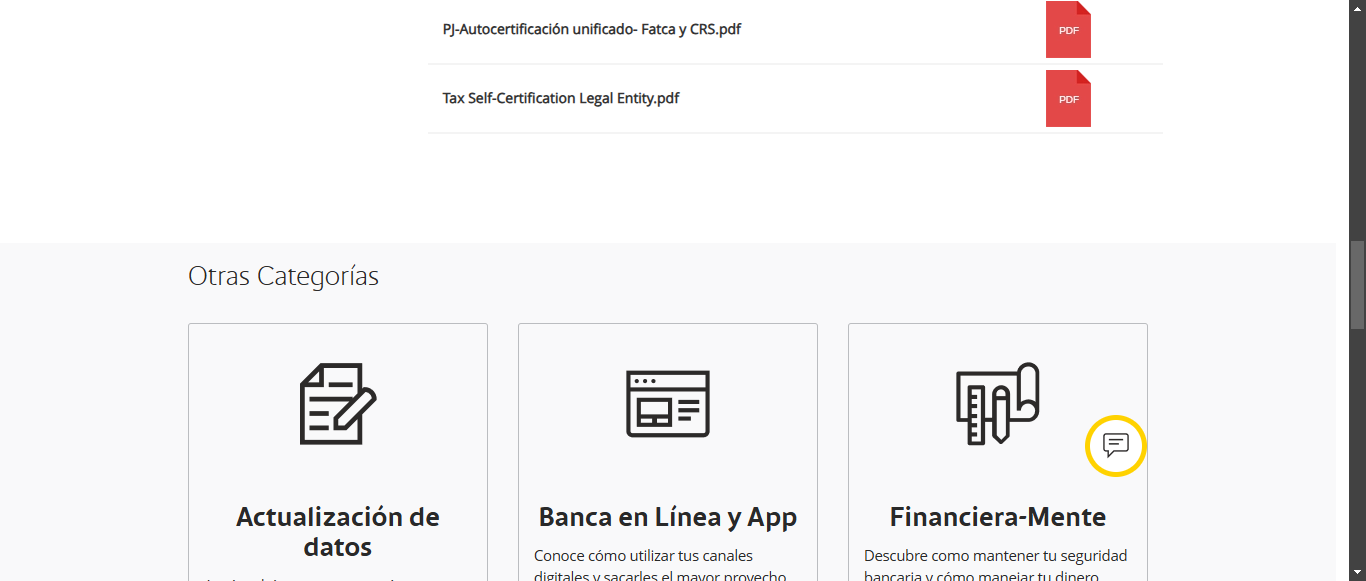 PJ-Autocertificación unificado- Fatca y CRS.pdf
PDF
Tax Self-Certification Legal Entity.pdf
PDF
Otras Categorías
Actualización de
datos
Banca en Línea y App
Conoce cómo utilizar tus canales
digitales y sacarles el mayor provecho
Financiera-Mente
Descubre como mantener tu seguridad
bancaria y cómo manejar tu dinero